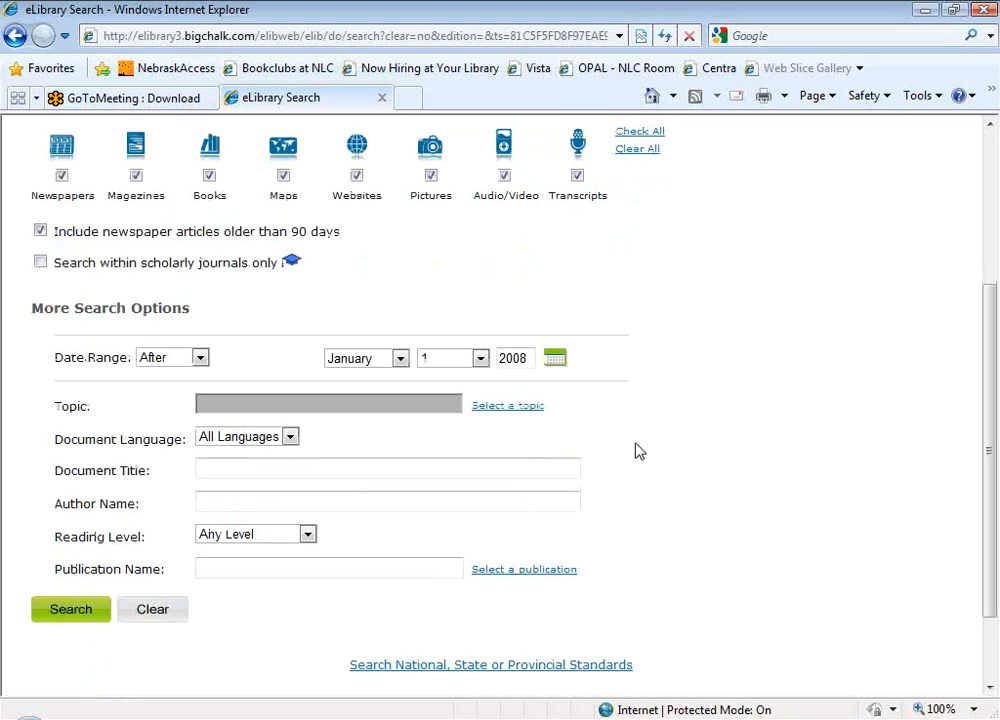 eLibrary Search - Windows Internet Explorer
http://elibrary3.bigchalk.com/elibweb/elib/do/search?clear=no&edition=&ts=81C5F5FD8F97EAE9
Google
Favorites NebraskAccess Bookclubs at NLC Now Hiring at Your Library Vista OPAL - NLC Room Centra Web Slice Gallery
GoToMeeting : Download eLibrary Search Page Safety Tools
Check All
Clear All
Newspapers Magazines Books Maps Websites Pictures Audio/Video Transcripts
Include newspaper articles older than 90 days
Search within scholarly journals only
More Search Options
Date Range: After January 1 2008
Topic: Select a topic
Document Language: All Languages
Document Title:
Author Name:
Reading Level: Any Level
Publication Name: Select a publication
Search Clear
Search National, State or Provincial Standards
Internet | Protected Mode: On 100%